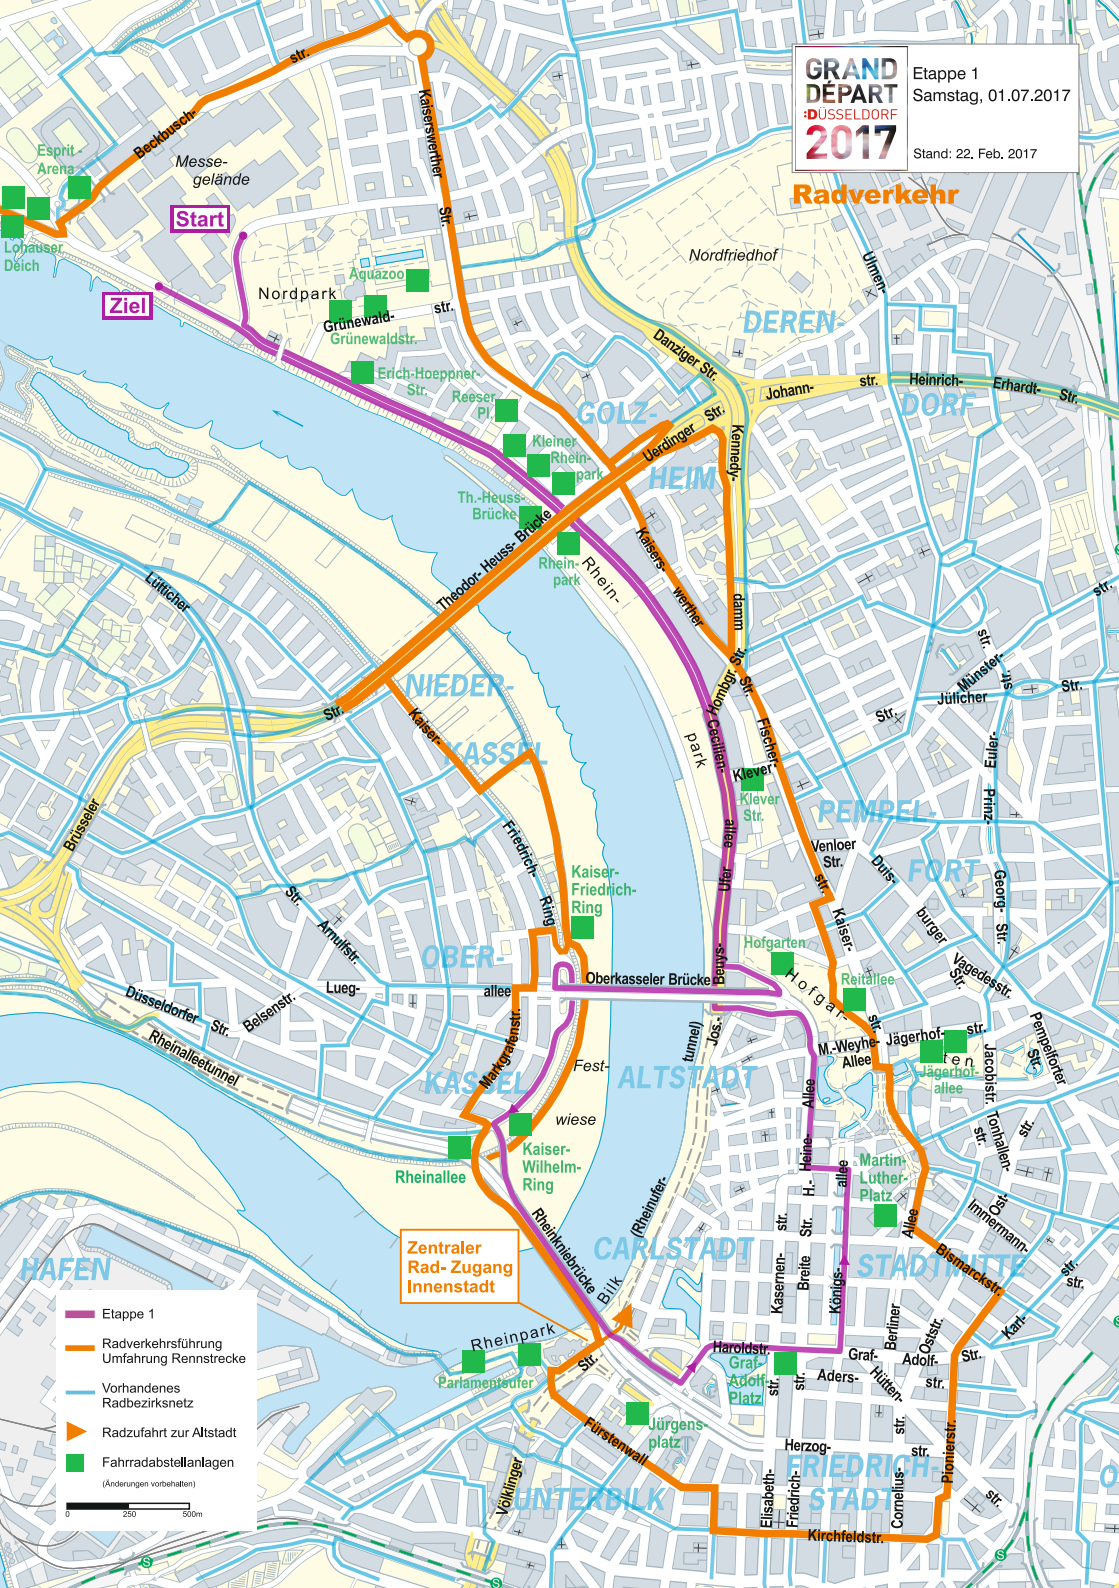 GRAND
DÉPART
:DÜSSELDORF
2017
Etappe 1
Samstag, 01.07.2017
Stand: 22. Feb. 2017
Radverkehr
Beckbusch-
str.
Kaiserswerther
Str.
Esprit -
Arena
Messe-
gelände
Start
Lohauser
Deich
Ziel
Nordpark
Aquazoo
Grünewald-
str.
Grünewaldstr.
Erich-Hoeppner-
Str.
Reeser
Pl.
Kleiner
Rhein-
park
Th.-Heuss-
Brücke
Rhein-
park
Nordfriedhof
Ulmen-
DEREN-
DORF
Danziger Str.
Johann-
str.
Heinrich-
Erhardt-
Str.
GOLZ-
HEIM
Uerdinger
Str.
Kennedy-
damm
Kaisers-
werther
Str.
Theodor- Heuss- Brücke
Rhein-
park
Lütticher
Str.
NIEDER-
KASSEL
Kaiser-
Friedrich-
Ring
Brüsseler
Hombgr. Str.
Cecilien-
allee
Fischer-
str.
Klever-
Klever
Str.
str.
Münster-
str.
Jülicher
Str.
Str.
str.
Euler-
Prinz-
Georg-
Str.
PEMPEL-
FORT
Venloer
Str.
Duis-
burger
Str.
Vagedesstr.
Kaiser-
str.
Kaiser-
Friedrich-
Ring
Str.
Arnulfstr.
OBER-
KASSEL
Lueg-
allee
Belsenstr.
Düsseldorfer
Str.
Rheinalleetunnel
Markgrafenstr.
Oberkasseler Brücke
Ufer
Jos.-
Beuys-
Hofgarten
Hofgar
ten
Reitallee
M.-Weyhe-
Allee
Jägerhof-
str.
Jägerhof-
allee
Jacobistr.
Pempelforter
Str.
Tonhallen-
str.
str.
Fest-
wiese
ALTSTADT
(Rheinufer-
tunnel)
H.-
Heine-
Allee
Kaiser-
Wilhelm-
Ring
Rheinallee
Martin-
Luther-
Platz
allee
Königs-
Allee
Ost-
Immermann-
str.
str.
Bismarckstr.
STADTMITTE
CARLSTADT
Kasernen-
str.
Breite
Str.
Berliner
Oststr.
Karl-
Str.
Rheinkniebrücke
Bilk
Zentraler
Rad- Zugang
Innenstadt
HAFEN
Rheinpark
Parlamentsufer
Str.
Haroldstr.
Graf-
Adolf-
Platz
Graf-
Adolf-
str.
str.
Aders-
Hütten-
str.
str.
Jürgens-
platz
Fürstenwall
Herzog-
str.
FRIEDRICH-
STADT
Elisabeth-
Friedrich-
Cornelius-
str.
Pionierstr.
Kirchfeldstr.
UNTERBILK
Völklinger
Etappe 1
Radverkehrsführung
Umfahrung Rennstrecke
Vorhandenes
Radbezirksnetz
Radzufahrt zur Altstadt
Fahrradabstellanlagen
(Änderungen vorbehalten)
0 250 500m
S
S
S